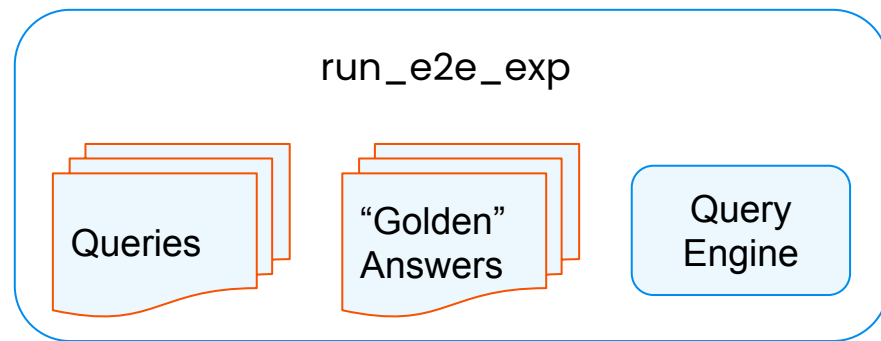 run_e2e_exp
Queries
“Golden”
Answers
Query
Engine